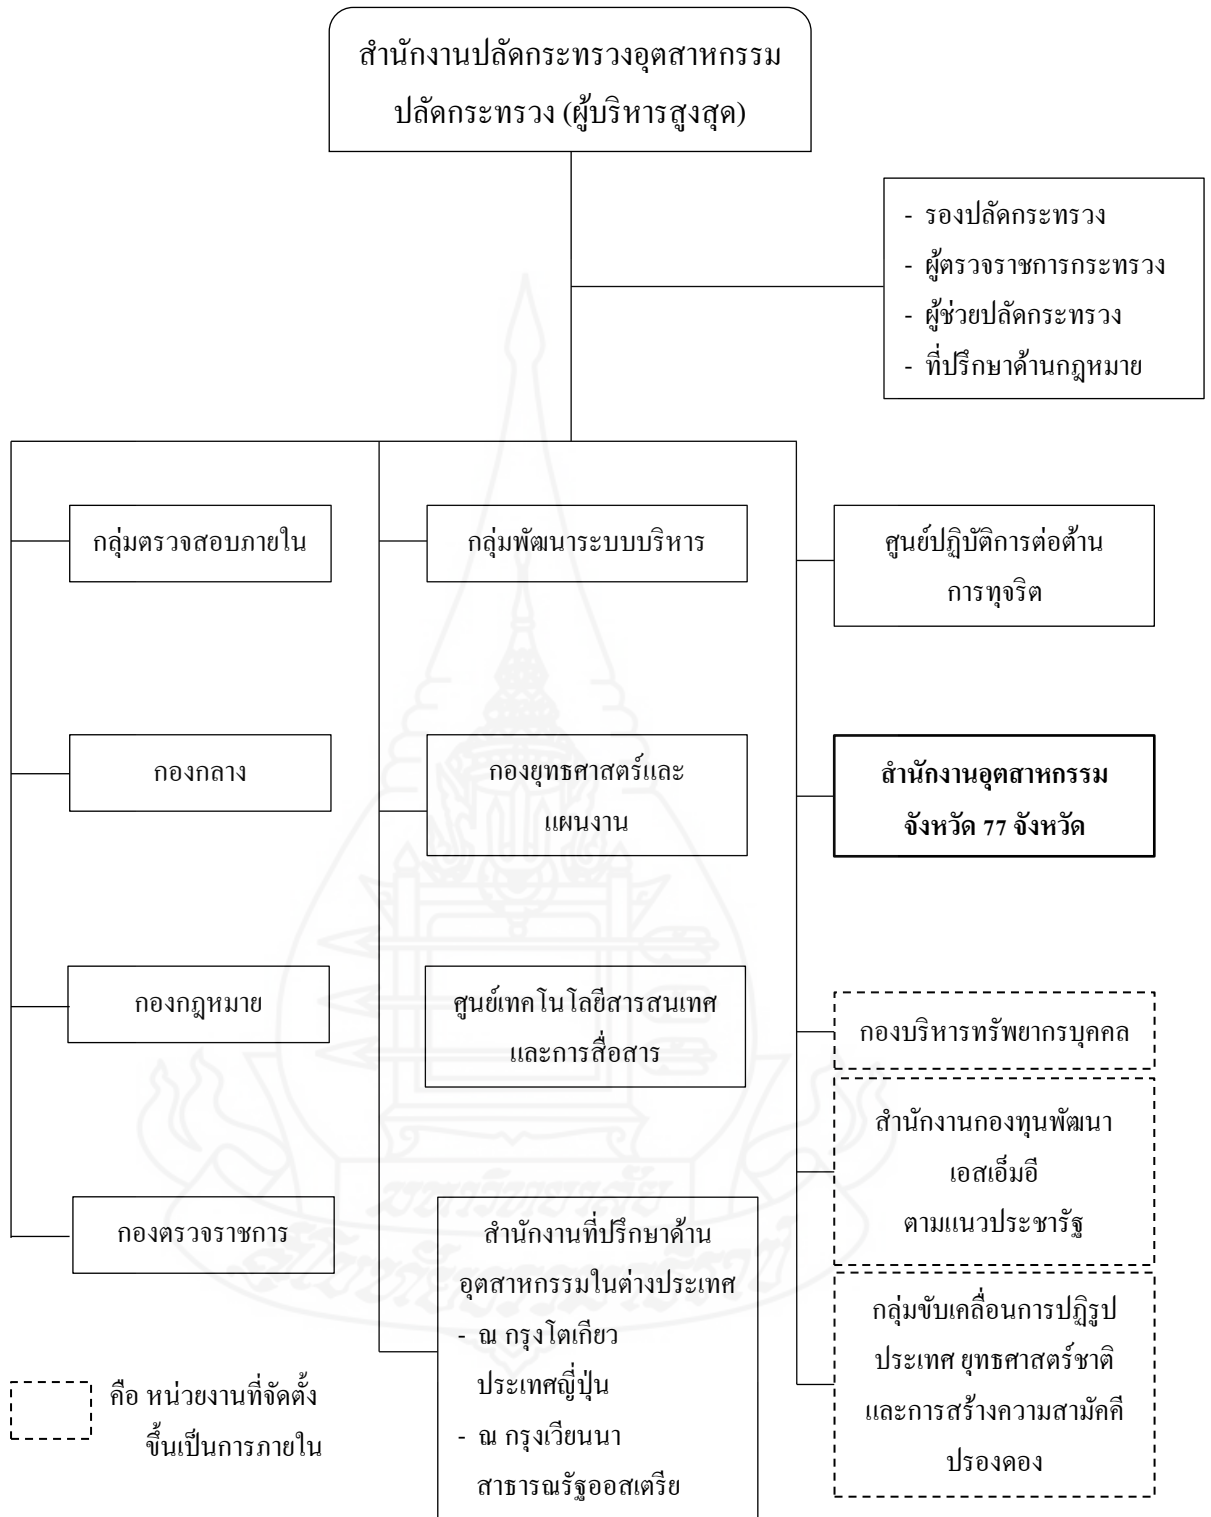 สำนักงานปลัดกระทรวงอุตสาหกรรม
ปลัดกระทรวง (ผู้บริหารสูงสุด)
- รองปลัดกระทรวง
- ผู้ตรวจราชการกระทรวง
- ผู้ช่วยปลัดกระทรวง
- ที่ปรึกษาด้านกฎหมาย
กลุ่มตรวจสอบภายใน
กลุ่มพัฒนาระบบบริหาร
ศูนย์ปฏิบัติการต่อต้าน
การทุจริต
กองกลาง
กองยุทธศาสตร์และ
แผนงาน
สำนักงานอุตสาหกรรม
จังหวัด 77 จังหวัด
กองกฎหมาย
ศูนย์เทคโนโลยีสารสนเทศ
และการสื่อสาร
กองบริหารทรัพยากรบุคคล
สำนักงานกองทุนพัฒนา
เอสเอ็มอี
ตามแนวประชารัฐ
กองตรวจราชการ
สำนักงานที่ปรึกษาด้าน
อุตสาหกรรมในต่างประเทศ
- ณ กรุงโตเกียว
ประเทศญี่ปุ่น
- ณ กรุงเวียนนา
สาธารณรัฐออสเตรีย
กลุ่มขับเคลื่อนการปฏิรูป
ประเทศ ยุทธศาสตร์ชาติ
และการสร้างความสามัคคี
ปรองดอง
คือ หน่วยงานที่จัดตั้ง
ขึ้นเป็นการภายใน
มหาวิทยาลัย
สุโขทัยธรรมาธิราช